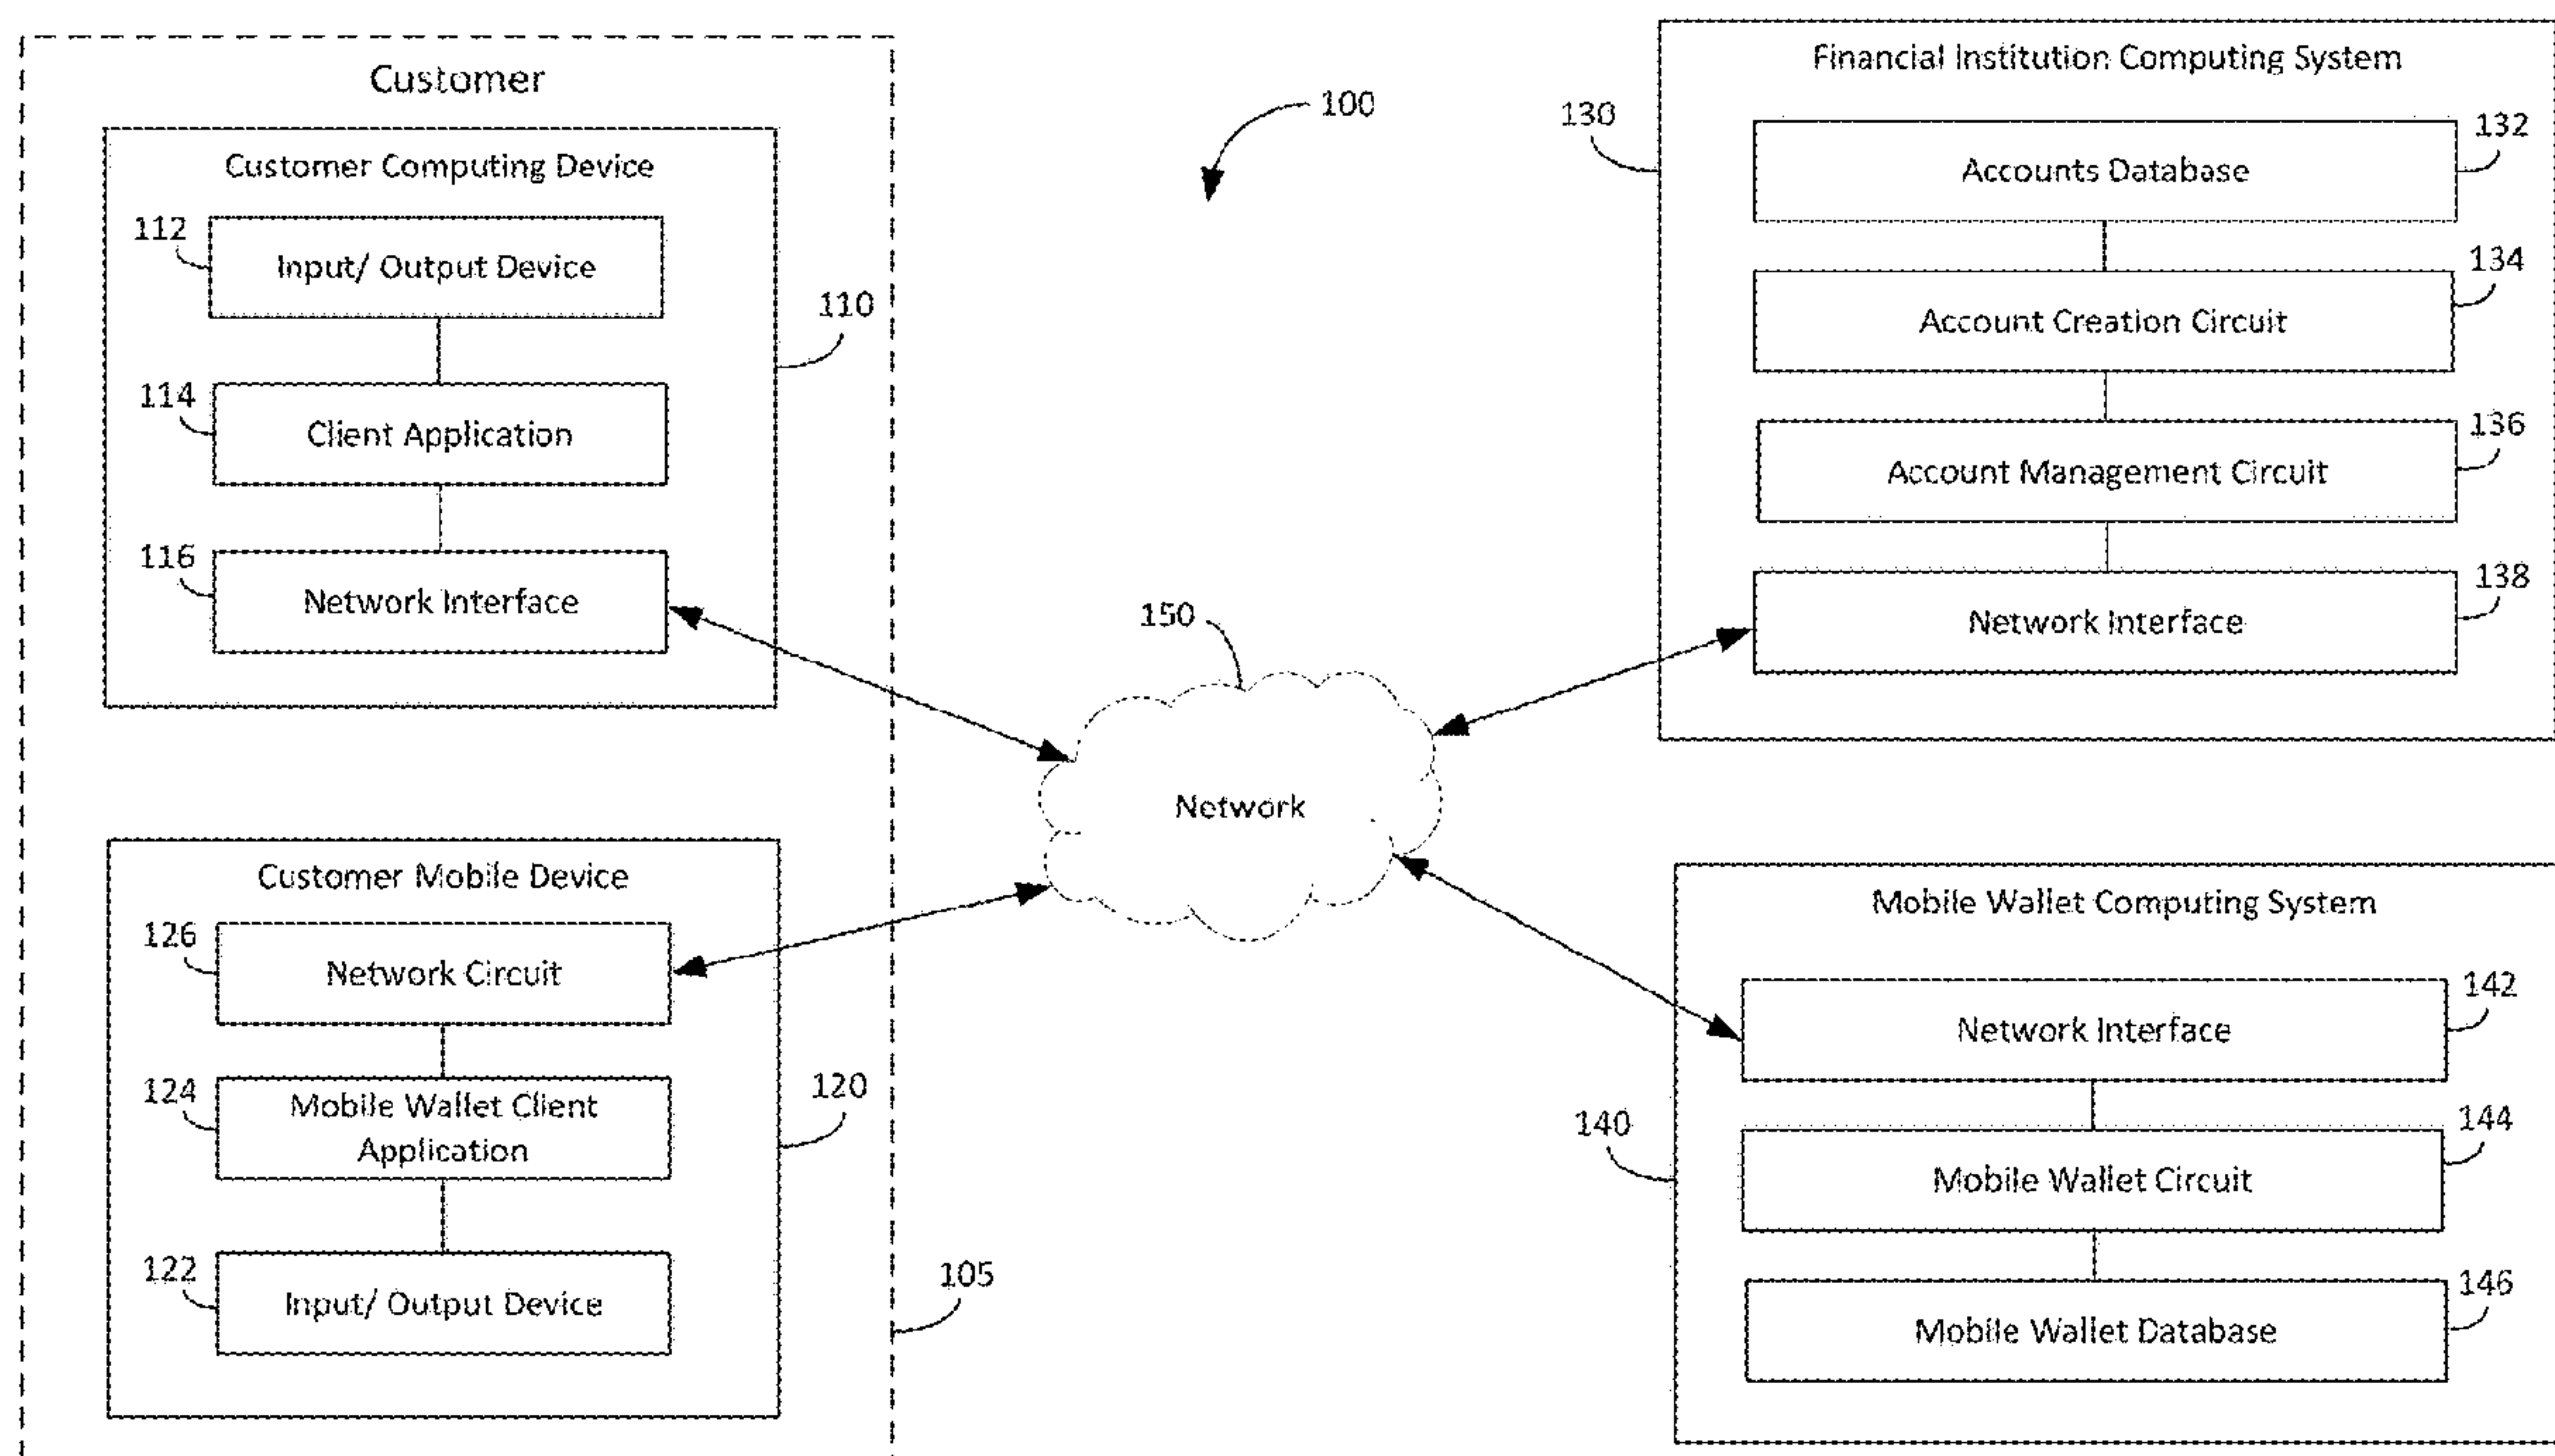 Customer
Customer Computing Device
112
Input/ Output Device
110
114
Client Application
116
Network Interface
Customer Mobile Device
126
Network Circuit
124
Mobile Wallet Client
Application
120
122
Input/ Output Device
105
100
150
Network
Financial Institution Computing System
130
132
Accounts Database
134
Account Creation Circuit
136
Account Management Circuit
138
Network Interface
Mobile Wallet Computing System
142
Network Interface
140
144
Mobile Wallet Circuit
146
Mobile Wallet Database